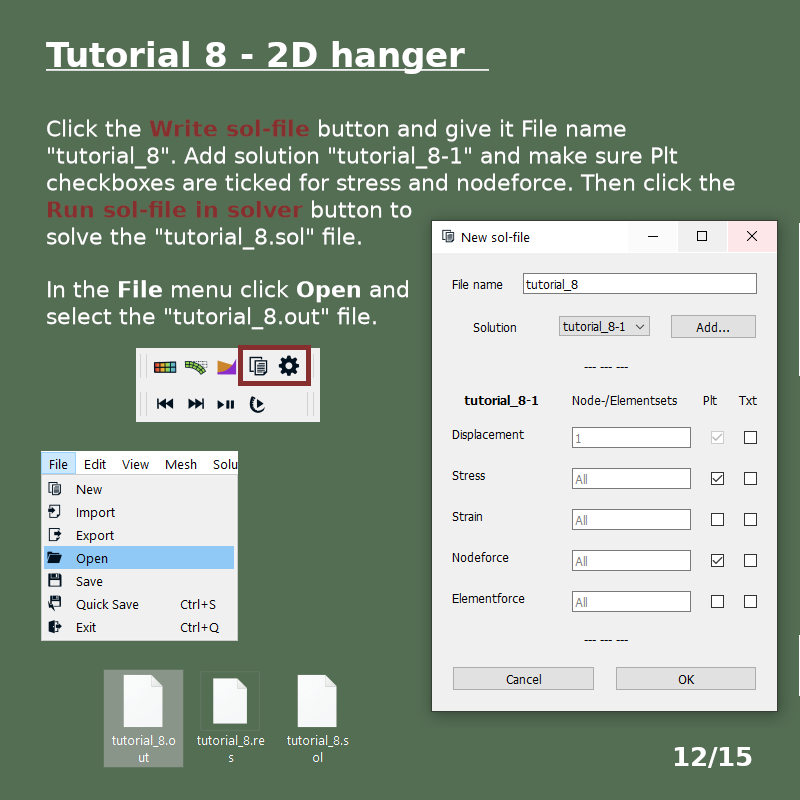 Tutorial 8 - 2D hanger
Click the Write sol-file button and give it File name
"tutorial_8". Add solution "tutorial_8-1" and make sure Plt
checkboxes are ticked for stress and nodeforce. Then click the
Run sol-file in solver button to
solve the "tutorial_8.sol" file.
In the File menu click Open and
select the "tutorial_8.out" file.
File Edit View Mesh Solu
New
Import
Export
Open
Save
Quick Save Ctrl+S
Exit Ctrl+Q
tutorial_8.o
ut
tutorial_8.re
s
tutorial_8.s
ol
New sol-file
File name tutorial_8
Solution tutorial_8-1 Add...
--- --- ---
tutorial_8-1 Node-/Elementsets Plt Txt
Displacement 1
Stress All
Strain All
Nodeforce All
Elementforce All
--- --- ---
Cancel OK
12/15